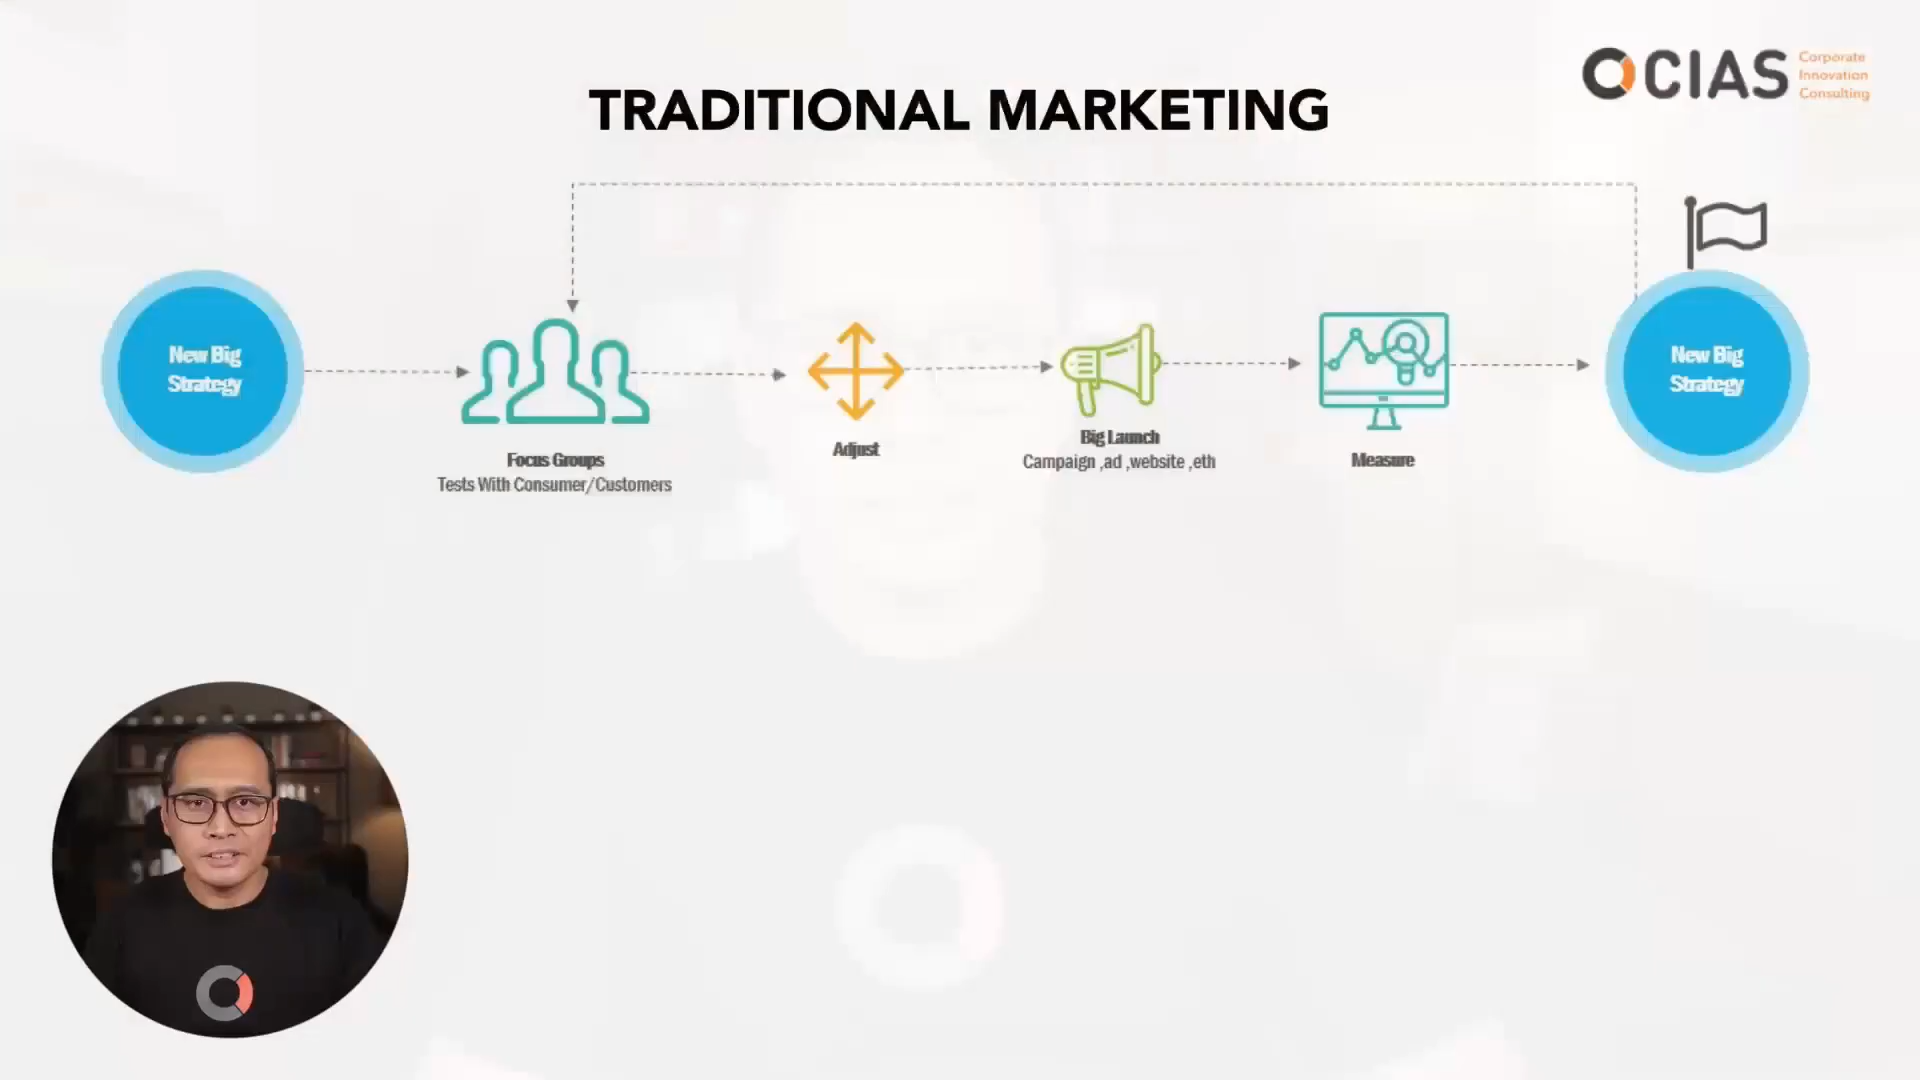 TRADITIONAL MARKETING
CIAS
Corporate
Innovation
Consulting
New Big
Strategy
Focus Groups
Tests With Consumer/Customers
Adjust
Big Launch
Campaign ,ad ,website ,eth
Measure
New Big
Strategy